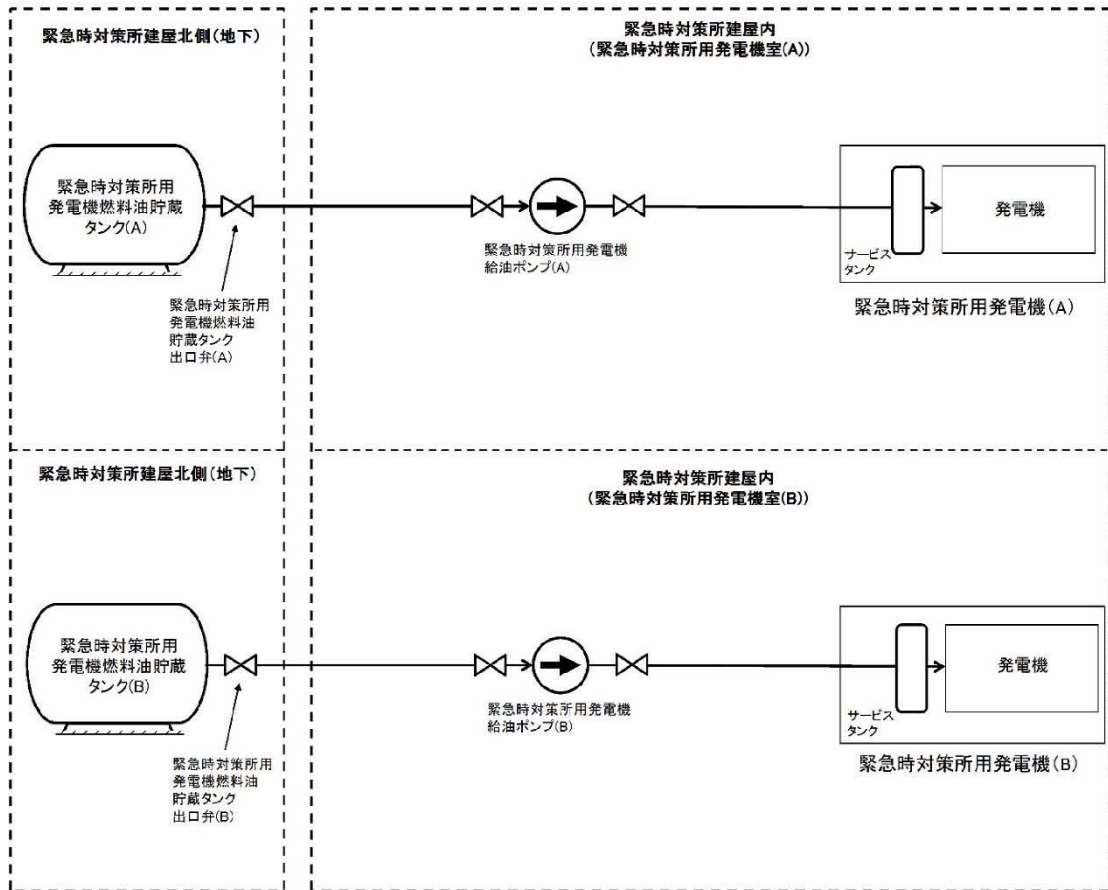 緊急時対策所建屋北側(地下)
緊急時対策所建屋内
(緊急時対策所用発電機室(A))
緊急時対策所用
発電機燃料油貯蔵
タンク(A)
緊急時対策所用
発電機燃料油
貯蔵タンク
出口弁(A)
緊急時対策所用発電機
給油ポンプ(A)
サービス
タンク
発電機
緊急時対策所用発電機(A)
緊急時対策所建屋北側(地下)
緊急時対策所建屋内
(緊急時対策所用発電機室(B))
緊急時対策所用
発電機燃料油貯蔵
タンク(B)
緊急時対策所用
発電機燃料油
貯蔵タンク
出口弁(B)
緊急時対策所用発電機
給油ポンプ(B)
サービス
タンク
発電機
緊急時対策所用発電機(B)